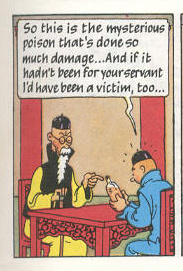 So this is the mysterious
poison that's done so
much damage...And if it
hadn't been for your servant
I'd have been a victim, too...